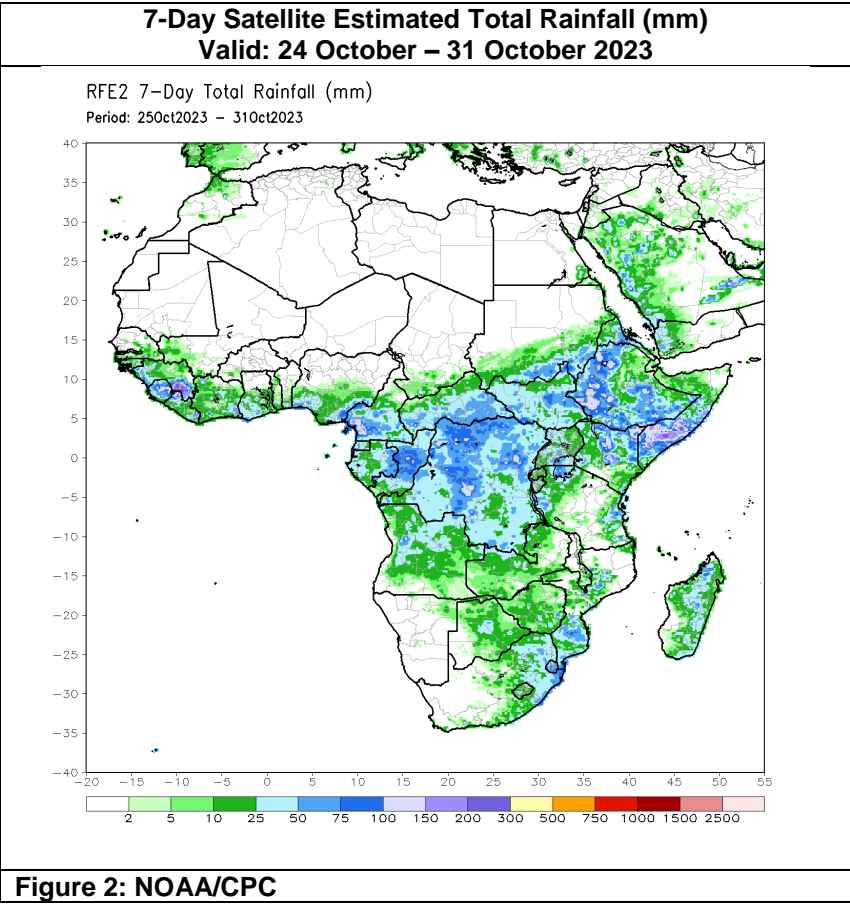 7-Day Satellite Estimated Total Rainfall (mm)
Valid: 24 October – 31 October 2023
RFE2 7-Day Total Rainfall (mm)
Period: 25Oct2023 - 31Oct2023
40
35
30
25
20
15
10
5
0
-5
-10
-15
-20
-25
-30
-35
-40
-20 -15 -10 0 5 10 15 20 25 30 35 40 45 50 55
2 5 10 25 50 75 100 150 200 300 500 750 1000 1500 2500
Figure 2: NOAA/CPC